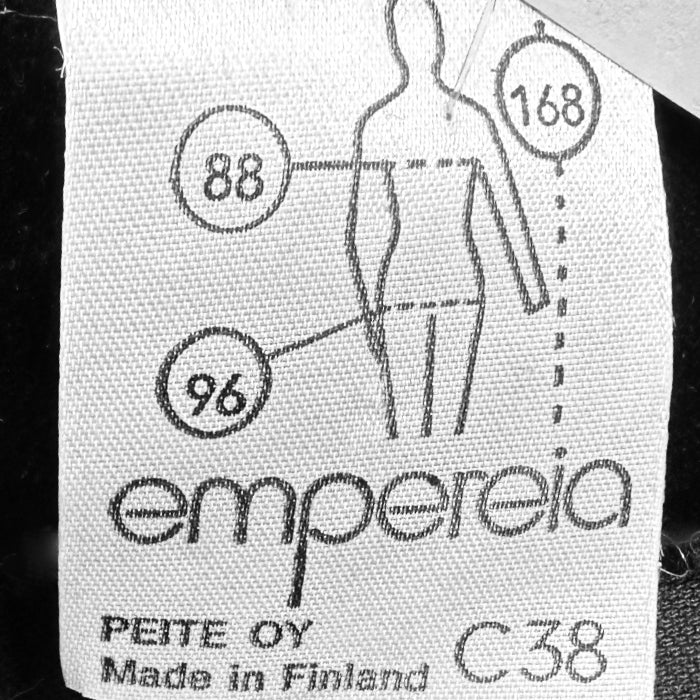 168
88
96
empereia
PEITE OY
Made in Finland
C38